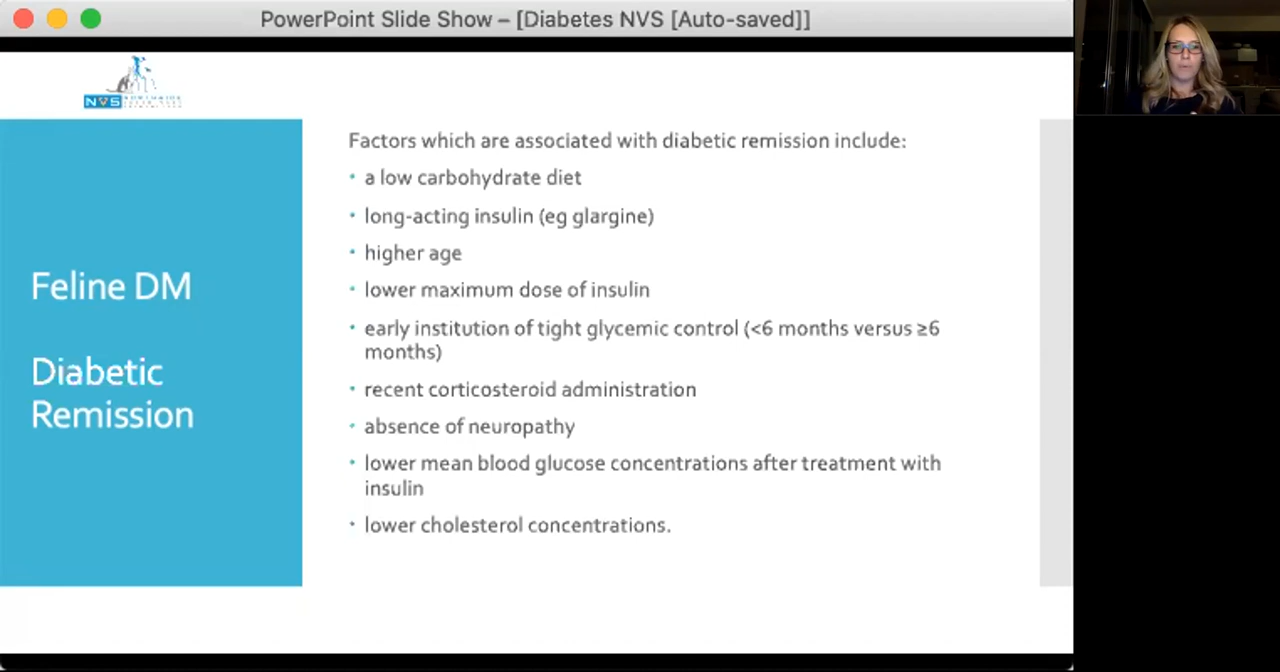 PowerPoint Slide Show – [Diabetes NVS [Auto-saved]]
NVS
Factors which are associated with diabetic remission include:
• a low carbohydrate diet
• long-acting insulin (eg glargine)
• higher age
• lower maximum dose of insulin
• early institution of tight glycemic control (<6 months versus ≥6
months)
• recent corticosteroid administration
• absence of neuropathy
• lower mean blood glucose concentrations after treatment with
insulin
• lower cholesterol concentrations.
Feline DM
Diabetic
Remission